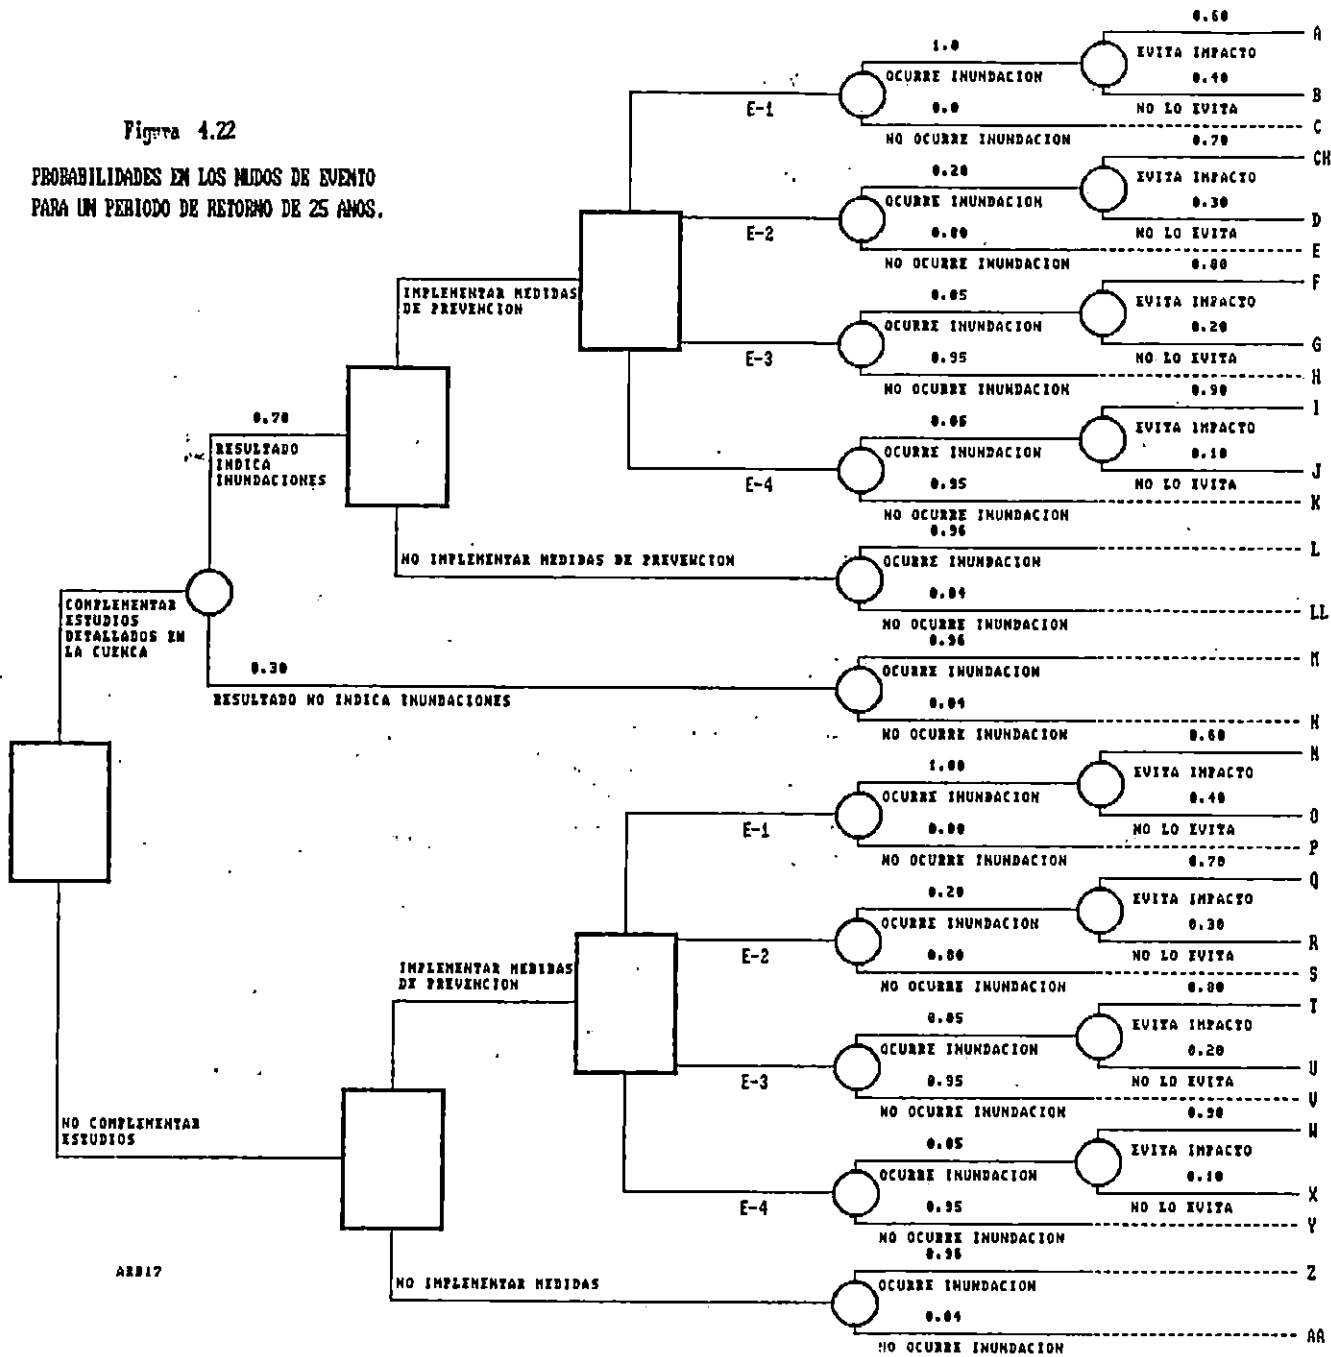 Figura 4.22
PROBABILIDADES EN LOS NUDOS DE EVENTO
PARA UN PERIODO DE RETORNO DE 25 ANOS.
0.60
A
1.0
EVITA IMPACTO
OCURRE INUNDACION
0.40
B
E-1
0.0
NO LO EVITA
C
NO OCURRE INUNDACION
0.70
CH
0.20
EVITA IMPACTO
OCURRE INUNDACION
0.30
D
E-2
0.80
NO LO EVITA
E
NO OCURRE INUNDACION
0.80
F
IMPLEMENTAR MEDIDAS
DE PREVENCION
0.05
EVITA IMPACTO
OCURRE INUNDACION
0.20
G
E-3
0.95
NO LO EVITA
H
NO OCURRE INUNDACION
0.90
I
0.70
0.05
EVITA IMPACTO
RESULTADO
INDICA
INUNDACIONES
OCURRE INUNDACION
0.10
J
E-4
0.95
NO LO EVITA
K
NO OCURRE INUNDACION
0.96
L
NO IMPLEMENTAR MEDIDAS DE PREVENCION
OCURRE INUNDACION
0.04
LL
COMPLEMENTAR
ESTUDIOS
DETALLADOS EN
LA CUENCA
NO OCURRE INUNDACION
0.96
M
0.30
OCURRE INUNDACION
RESULTADO NO INDICA INUNDACIONES
0.04
N
NO OCURRE INUNDACION
0.60
N
1.00
EVITA IMPACTO
OCURRE INUNDACION
0.40
O
E-1
0.00
NO LO EVITA
P
NO OCURRE INUNDACION
0.70
Q
0.20
EVITA IMPACTO
OCURRE INUNDACION
0.30
R
E-2
0.80
NO LO EVITA
S
NO OCURRE INUNDACION
0.80
T
IMPLEMENTAR MEDIDAS
DE PREVENCION
0.05
EVITA IMPACTO
OCURRE INUNDACION
0.20
U
E-3
0.95
NO LO EVITA
V
NO OCURRE INUNDACION
0.90
W
NO COMPLEMENTAR
ESTUDIOS
0.05
EVITA IMPACTO
OCURRE INUNDACION
0.10
X
E-4
0.95
NO LO EVITA
Y
NO OCURRE INUNDACION
0.96
Z
ARB17
NO IMPLEMENTAR MEDIDAS
OCURRE INUNDACION
0.04
AA
NO OCURRE INUNDACION